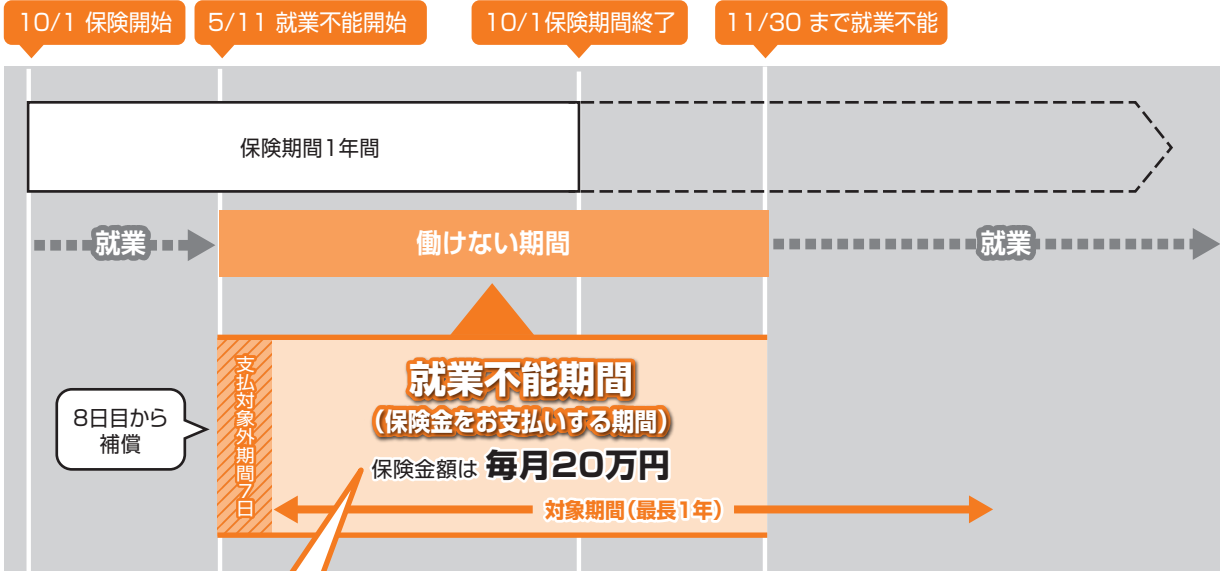 10/1 保険開始
5/11 就業不能開始
10/1保険期間終了
11/30 まで就業不能
保険期間1年間
就業
働けない期間
就業
8日目から
補償
支払対象外期間7日
就業不能期間
(保険金をお支払いする期間)
保険金額は 毎月20万円
対象期間(最長1年)